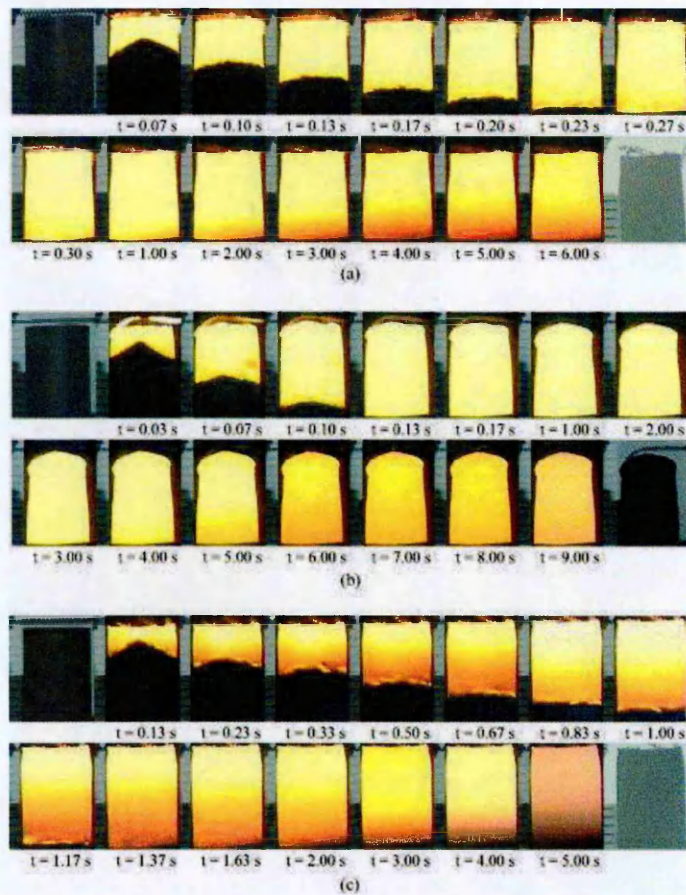 t = 0.07 s t = 0.10 s t = 0.13 s t = 0.17 s t = 0.20 s t = 0.23 s t = 0.27 s
t = 0.30 s t = 1.00 s t = 2.00 s t = 3.00 s t = 4.00 s t = 5.00 s t = 6.00 s
(a)
t = 0.03 s t = 0.07 s t = 0.10 s t = 0.13 s t = 0.17 s t = 1.00 s t = 2.00 s
t = 3.00 s t = 4.00 s t = 5.00 s t = 6.00 s t = 7.00 s t = 8.00 s t = 9.00 s
(b)
t = 0.13 s t = 0.23 s t = 0.33 s t = 0.50 s t = 0.67 s t = 0.83 s t = 1.00 s
t = 1.17 s t = 1.37 s t = 1.63 s t = 2.00 s t = 3.00 s t = 4.00 s t = 5.00 s
(c)